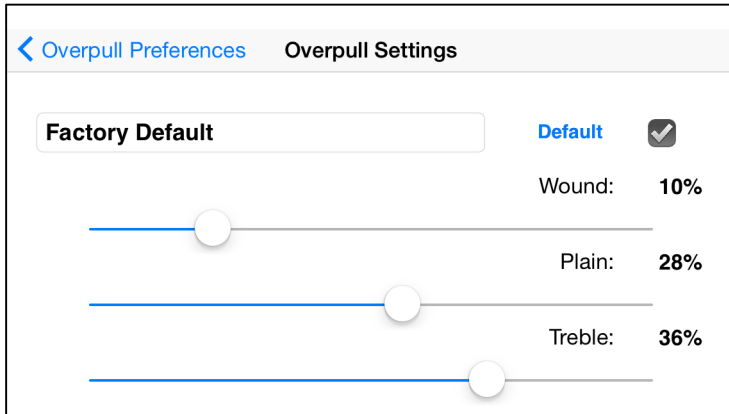 Overpull Preferences Overpull Settings
Factory Default Default
Wound: 10%
Plain: 28%
Treble: 36%